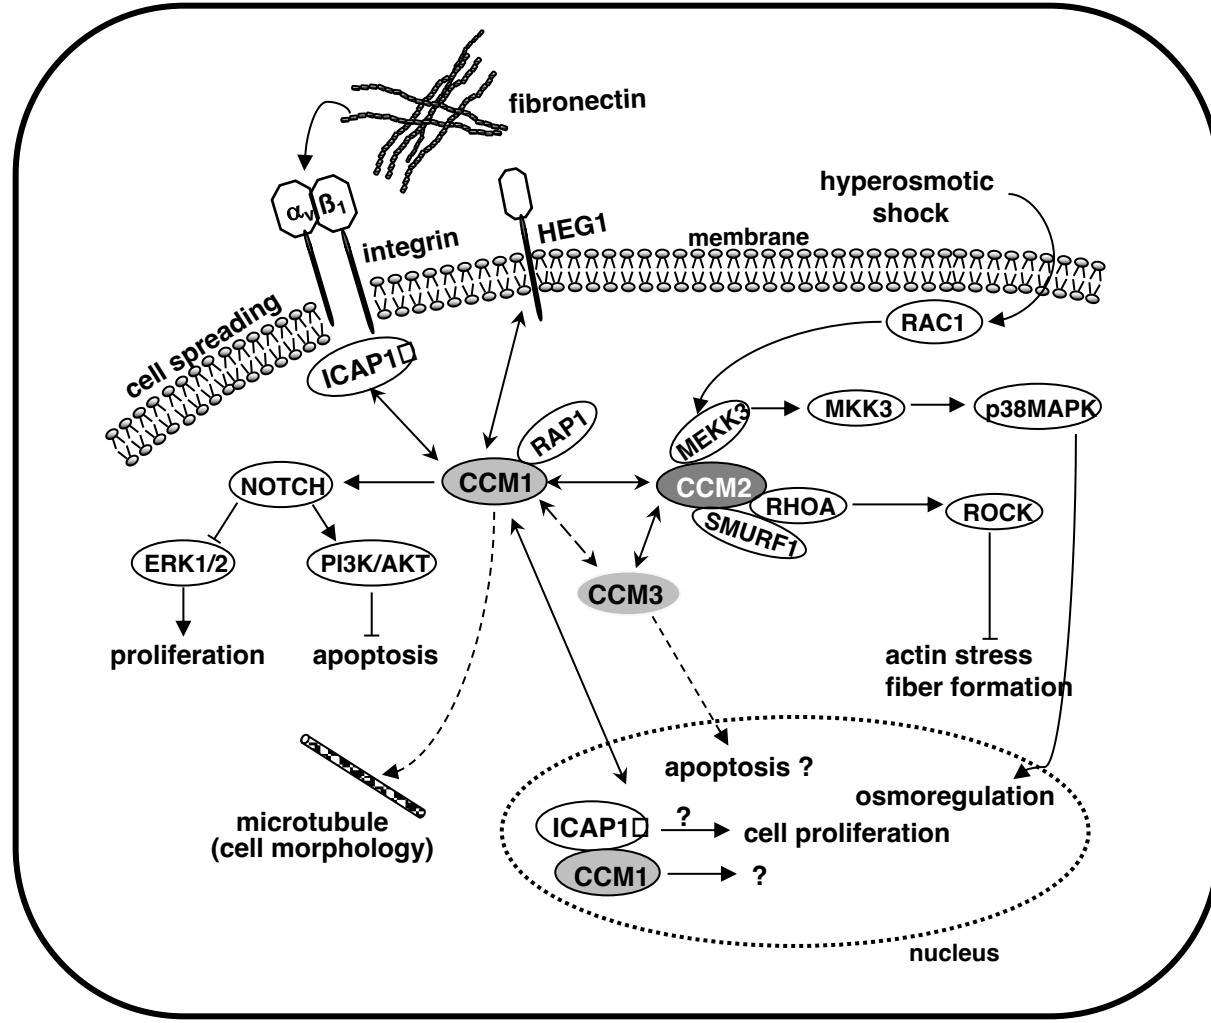 fibronectin
hyperosmotic
shock
αv
ß1
integrin
HEG1
membrane
cell spreading
RAC1
ICAP1□
RAP1
MEKK3
MKK3
p38MAPK
NOTCH
CCM1
CCM2
RHOA
ROCK
SMURF1
ERK1/2
PI3K/AKT
CCM3
proliferation
apoptosis
actin stress
fiber formation
apoptosis ?
osmoregulation
microtubule
(cell morphology)
ICAP1□
?
cell proliferation
CCM1
?
nucleus